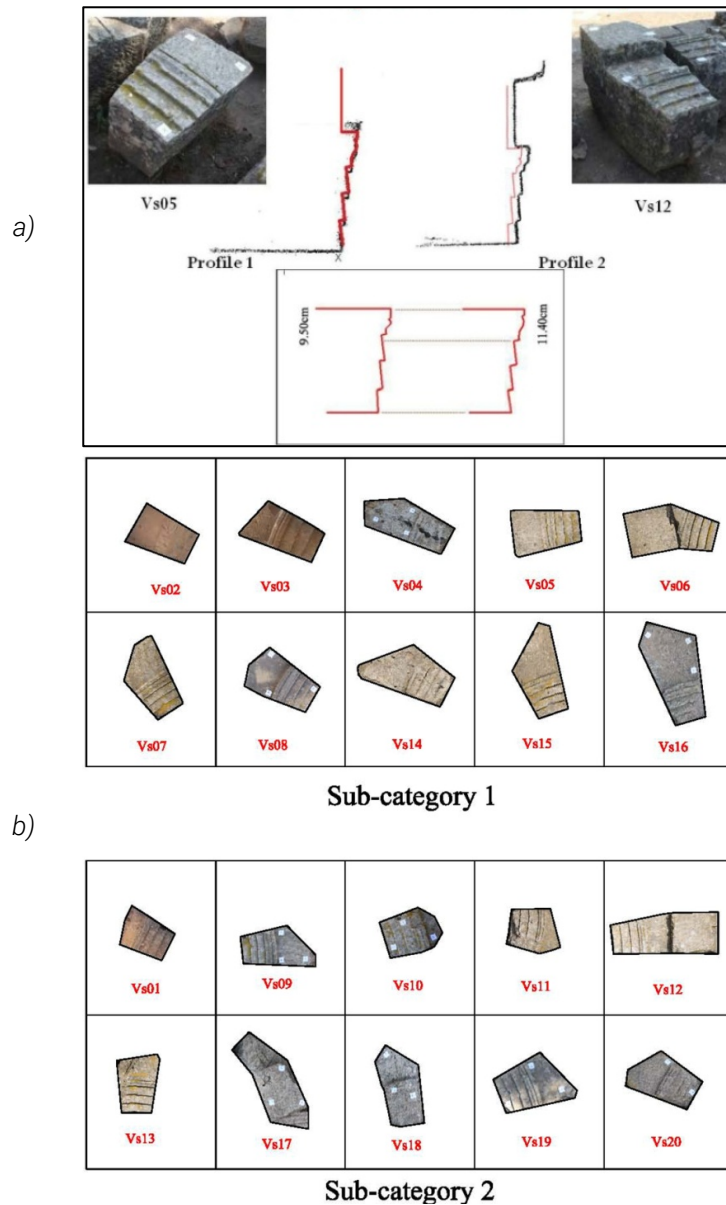 a)
Vs05
Vs12
Profile 1
X
Profile 2
9.50cm
11.40cm
Vs02
Vs03
Vs04
Vs05
Vs06
Vs07
Vs08
Vs14
Vs15
Vs16
Sub-category 1
b)
Vs01
Vs09
Vs10
Vs11
Vs12
Vs13
Vs17
Vs18
Vs19
Vs20
Sub-category 2